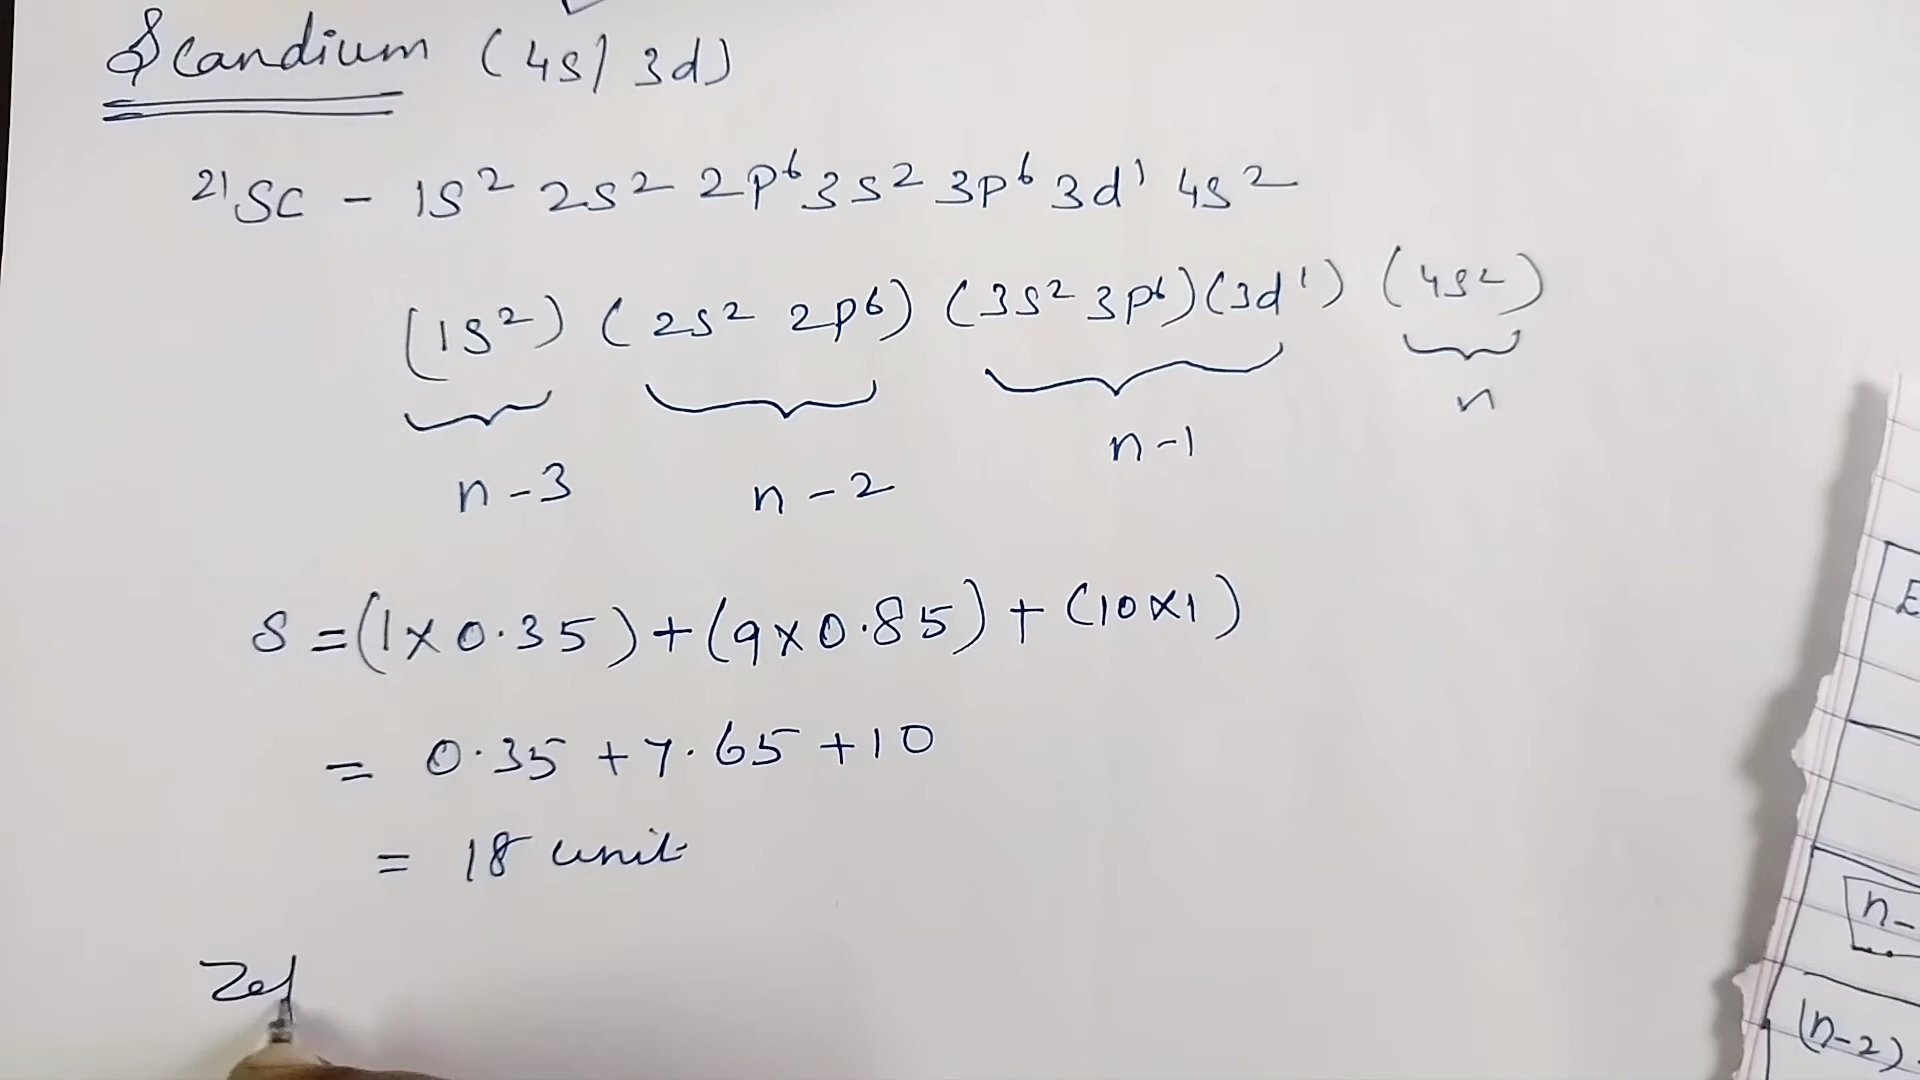 Scandium (4s/3d)
²¹Sc - 1s² 2s² 2p⁶ 3s² 3p⁶ 3d¹ 4s²
(1s²) (2s² 2p⁶) (3s² 3p⁶) (3d¹) (4s²)
n-3 n-2 n-1 n
S = (1×0.35) + (9×0.85) + (10×1)
= 0.35 + 7.65 + 10
= 18 unit
Zef
E
n-
(n-2)